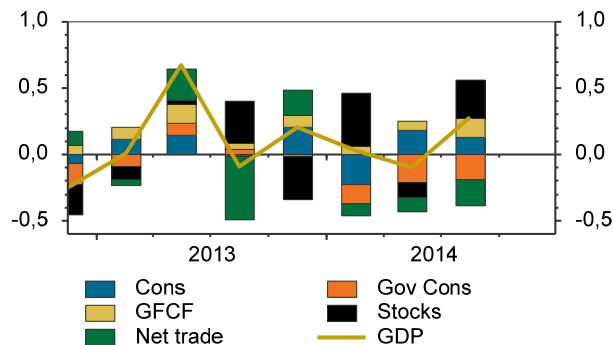 1,0 1,0
0,5 0,5
0,0 0,0
-0,5 -0,5
2013 2014
Cons Gov Cons
GFCF Stocks
Net trade GDP